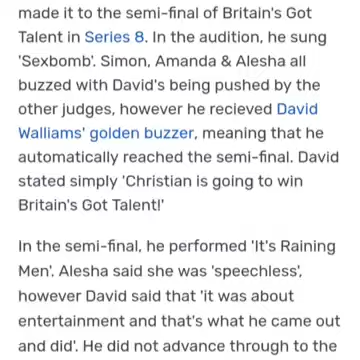 made it to the semi-final of Britain's Got
Talent in Series 8. In the audition, he sung
'Sexbomb'. Simon, Amanda & Alesha all
buzzed with David's being pushed by the
other judges, however he recieved David
Walliams' golden buzzer, meaning that he
automatically reached the semi-final. David
stated simply 'Christian is going to win
Britain's Got Talent!'
In the semi-final, he performed 'It's Raining
Men'. Alesha said she was 'speechless',
however David said that 'it was about
entertainment and that's what he came out
and did'. He did not advance through to the